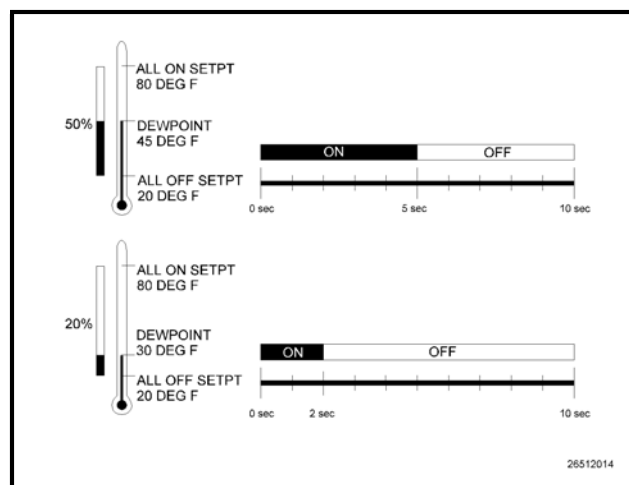 ALL ON SETPT
80 DEG F
50%
DEWPOINT
45 DEG F
ON
OFF
ALL OFF SETPT
20 DEG F
0 sec
5 sec
10 sec
ALL ON SETPT
80 DEG F
20%
DEWPOINT
30 DEG F
ON
OFF
ALL OFF SETPT
20 DEG F
0 sec
2 sec
10 sec
26512014